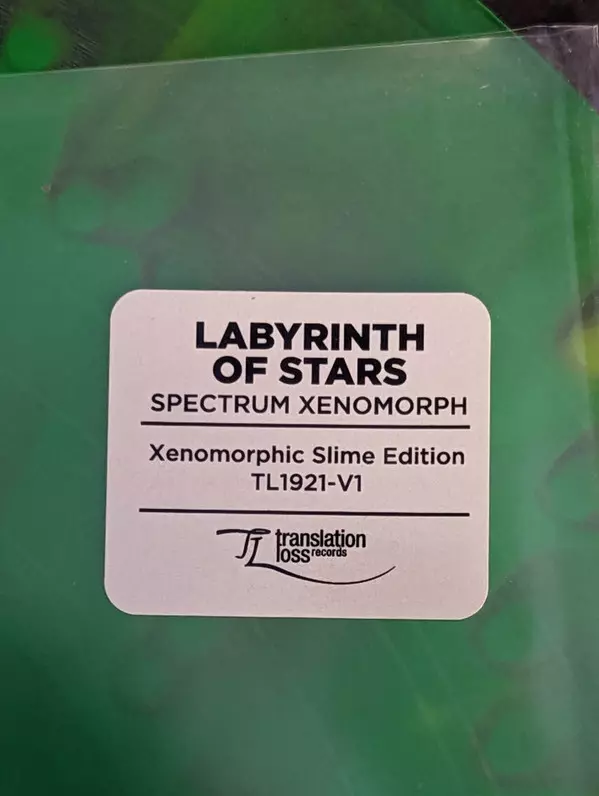 LABYRINTH
OF STARS
SPECTRUM XENOMORPH
Xenomorphic Slime Edition
TL1921-V1
TL translation
loss records